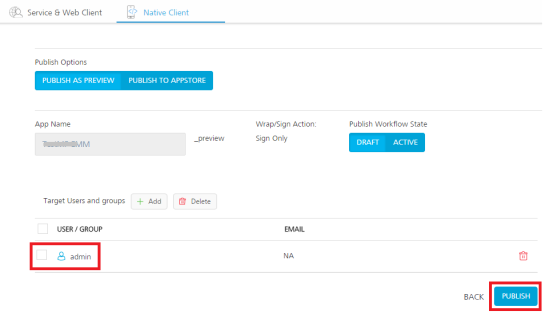 Service & Web Client Native Client
Publish Options
PUBLISH AS PREVIEW PUBLISH TO APPSTORE
App Name Wrap/Sign Action: Publish Workflow State
_preview Sign Only DRAFT ACTIVE
Target Users and groups + Add Delete
USER / GROUP EMAIL
admin NA
BACK PUBLISH